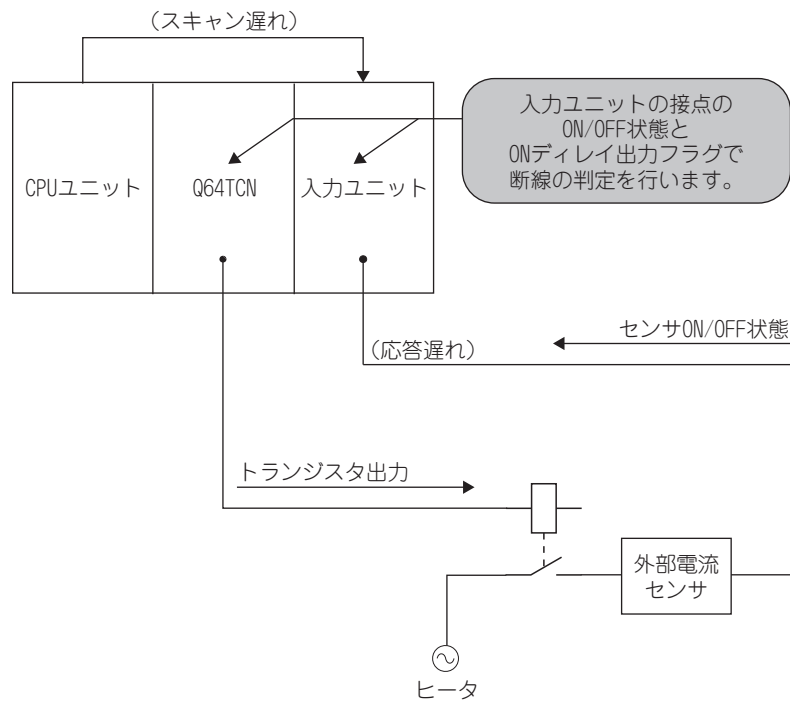 (スキャン遅れ)
入力ユニットの接点の
ON/OFF状態と
ONディレイ出力フラグで
断線の判定を行います。
CPUユニット
Q64TCN
入力ユニット
センサON/OFF状態
(応答遅れ)
トランジスタ出力
外部電流
センサ
ヒータ